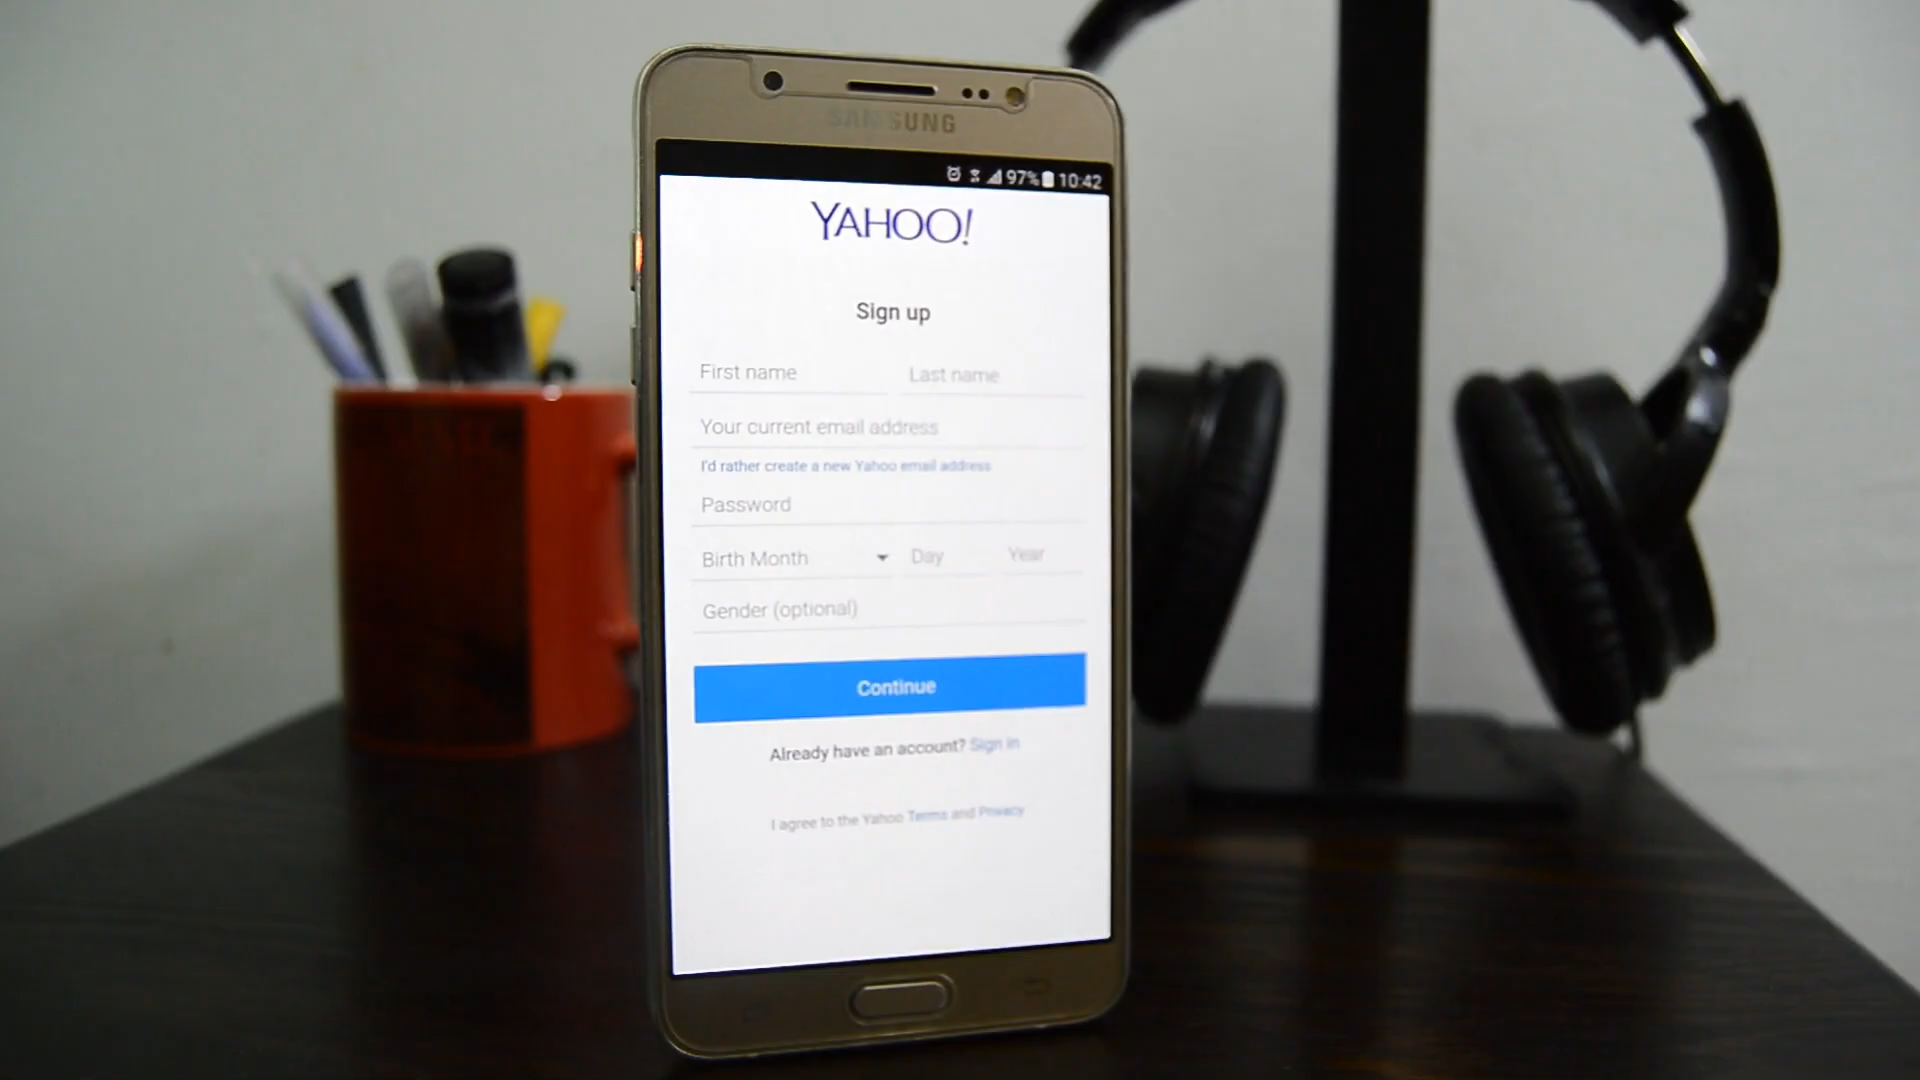 SAMSUNG
97% 10:42
YAHOO!
Sign up
First name Last name
Your current email address
I'd rather create a new Yahoo email address
Password
Birth Month Day Year
Gender (optional)
Continue
Already have an account? Sign in
I agree to the Yahoo Terms and Privacy